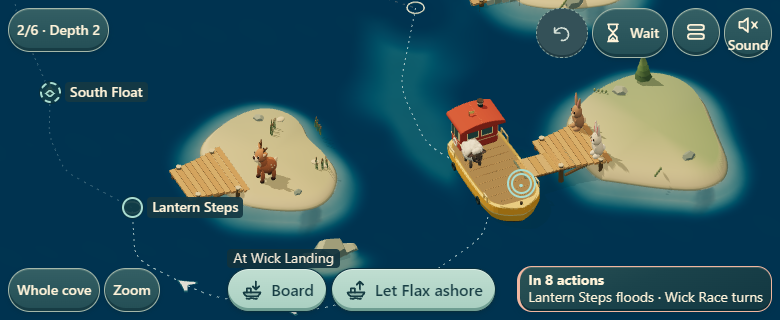 2/6 · Depth 2
Wait
Sound
South Float
Lantern Steps
At Wick Landing
Whole cove
Zoom
Board
Let Flax ashore
In 8 actions
Lantern Steps floods · Wick Race turns